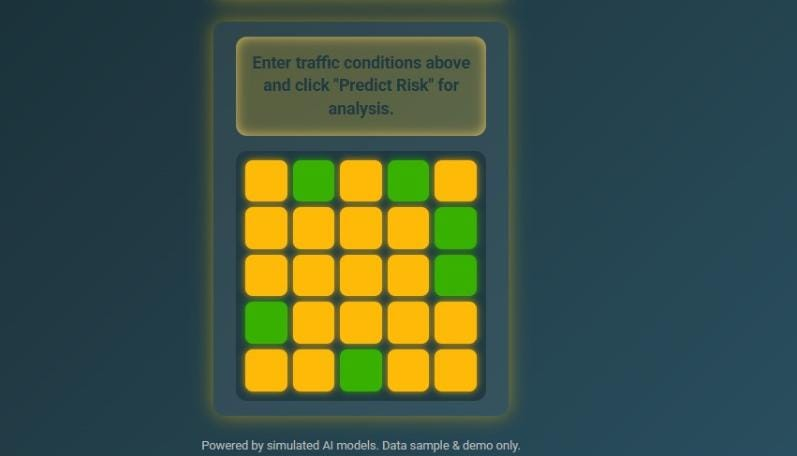 Enter traffic conditions above
and click "Predict Risk" for
analysis.
Powered by simulated AI models. Data sample & demo only.